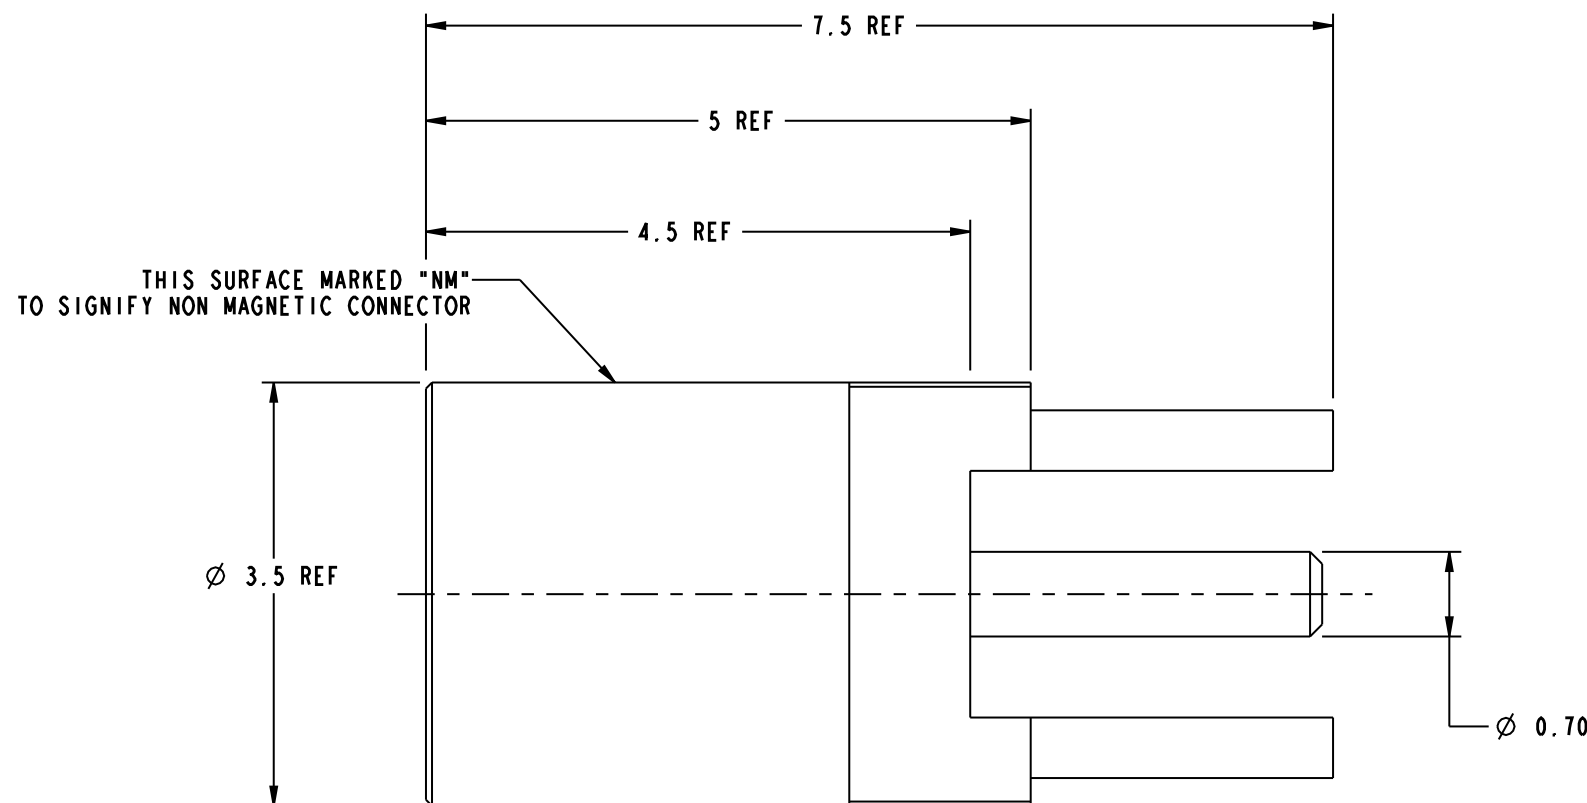 7.5 REF
5 REF
4.5 REF
THIS SURFACE MARKED "NM"
TO SIGNIFY NON MAGNETIC CONNECTOR
Ø 3.5 REF
Ø 0.70